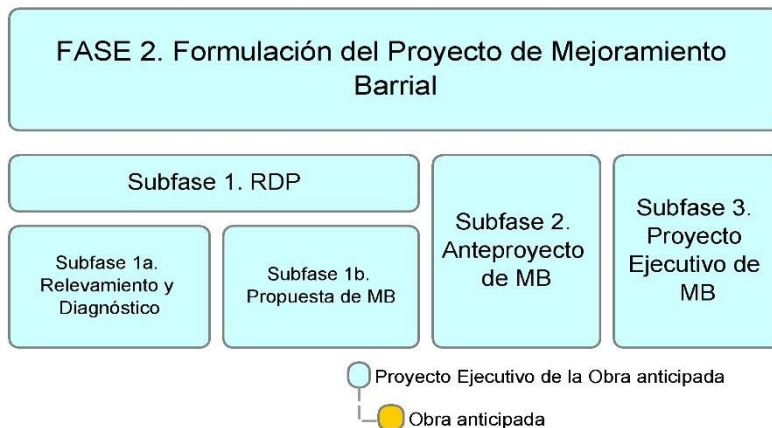 FASE 2. Formulación del Proyecto de Mejoramiento
Barrial
Subfase 1. RDP
Subfase 1a.
Relevamiento y
Diagnóstico
Subfase 1b.
Propuesta de MB
Subfase 2.
Anteproyecto
de MB
Subfase 3.
Proyecto
Ejecutivo de
MB
Proyecto Ejecutivo de la Obra anticipada
Obra anticipada